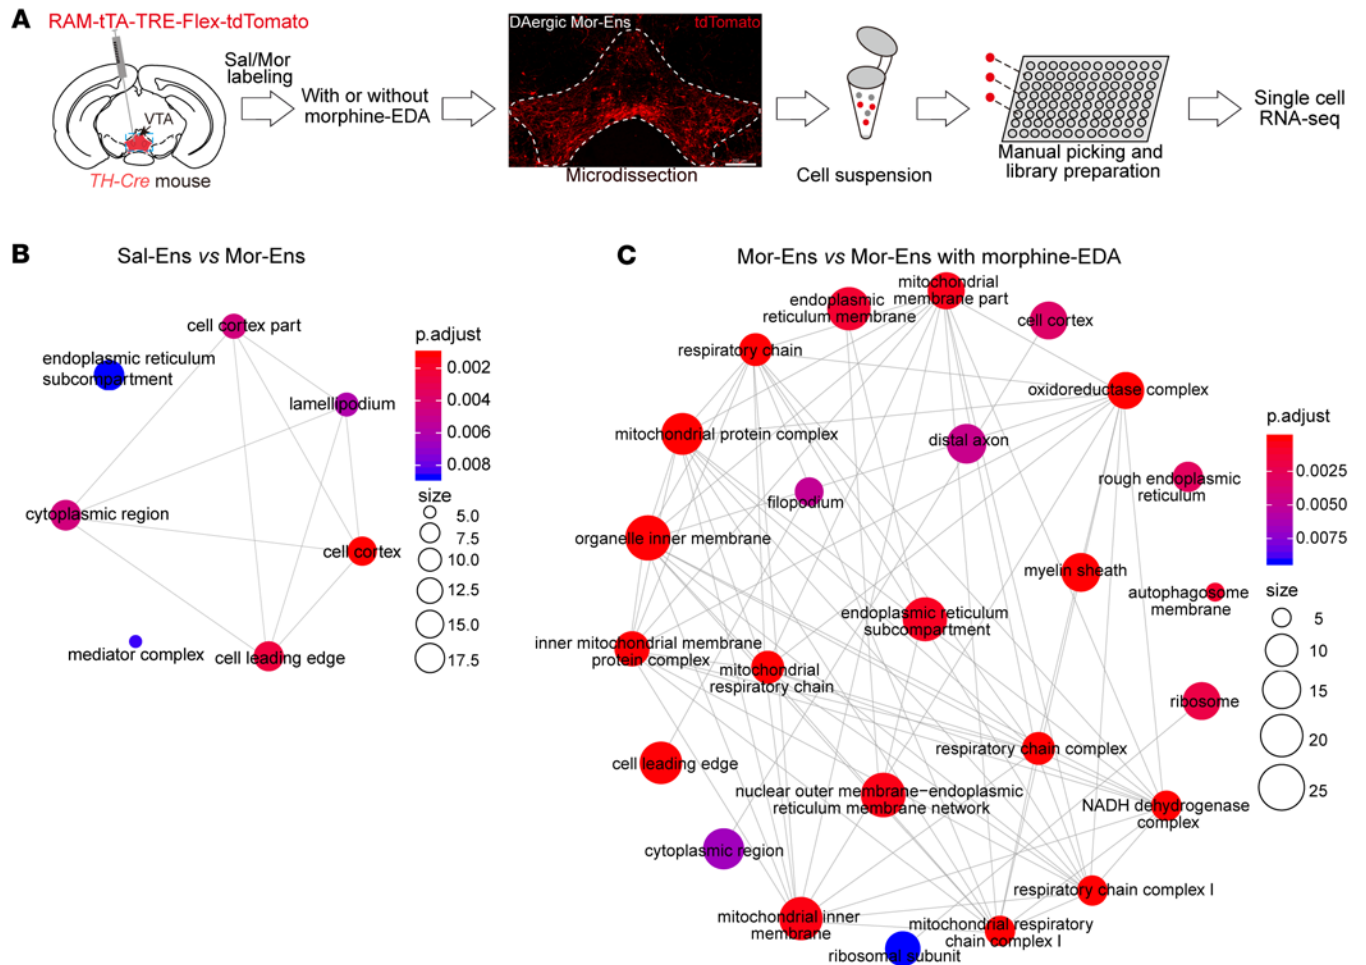 A
RAM-tTA-TRE-Flex-tdTomato
Sal/Mor
labeling
VTA
TH-Cre mouse
With or without
morphine-EDA
DAergic Mor-Ens
tdTomato
Microdissection
Cell suspension
Manual picking and
library preparation
Single cell
RNA-seq
B
Sal-Ens vs Mor-Ens
cell cortex part
endoplasmic reticulum
subcompartment
lamellipodium
cytoplasmic region
cell cortex
mediator complex
cell leading edge
p.adjust
0.002
0.004
0.006
0.008
size
5.0
7.5
10.0
12.5
15.0
17.5
C
Mor-Ens vs Mor-Ens with morphine-EDA
mitochondrial
membrane part
endoplasmic
reticulum membrane
cell cortex
respiratory chain
oxidoreductase complex
mitochondrial protein complex
distal axon
rough endoplasmic
reticulum
filopodium
organelle inner membrane
myelin sheath
autophagosome
membrane
endoplasmic reticulum
subcompartment
inner mitochondrial membrane
protein complex
mitochondrial
respiratory chain
ribosome
respiratory chain complex
cell leading edge
nuclear outer membrane−endoplasmic
reticulum membrane network
NADH dehydrogenase
complex
cytoplasmic region
respiratory chain complex I
mitochondrial inner
membrane
mitochondrial respiratory
chain complex I
ribosomal subunit
p.adjust
0.0025
0.0050
0.0075
size
5
10
15
20
25